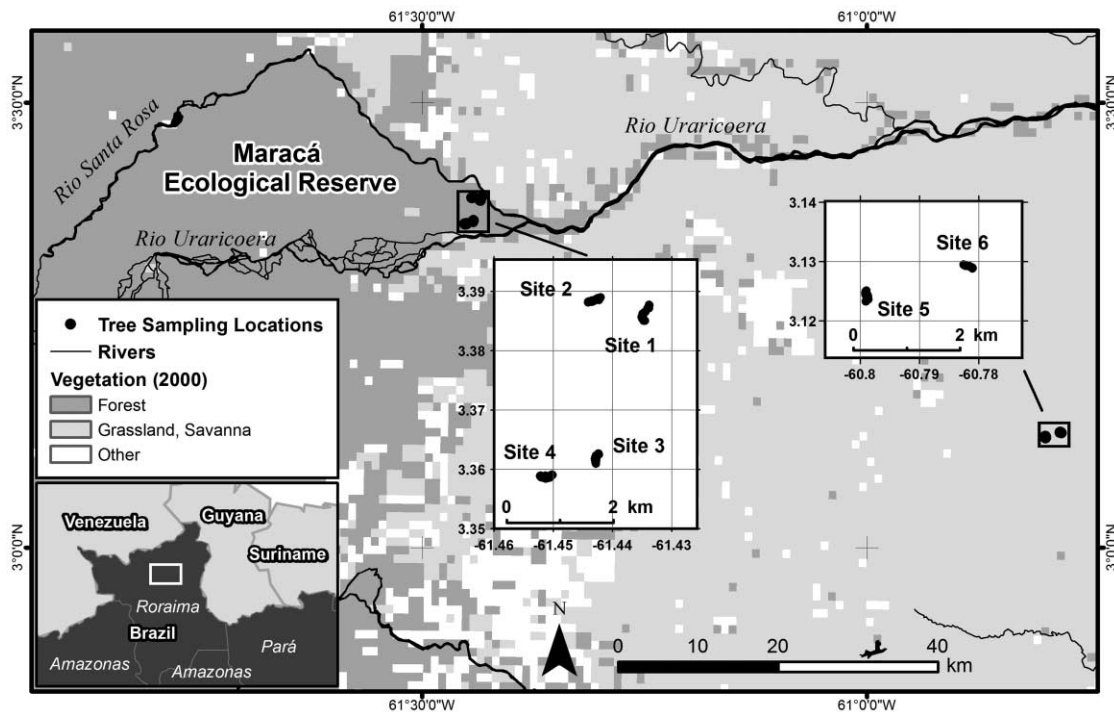 61°30'0"W
61°0'0"W
3°30'0"N
3°30'0"N
Rio Santa Rosa
Maracá
Ecological Reserve
Rio Uraricoera
Rio Uraricoera
3.14
3.13
3.12
Site 6
Site 5
0 2 km
-60.8 -60.79 -60.78
3.39
3.38
3.37
3.36
3.35
Site 2
Site 1
Site 4
Site 3
0 2 km
-61.46 -61.45 -61.44 -61.43
Tree Sampling Locations
Rivers
Vegetation (2000)
Forest
Grassland, Savanna
Other
Venezuela
Guyana
Suriname
Roraima
Brazil
Pará
Amazonas
Amazonas
3°0'0"N
N
0 10 20 40
km
61°30'0"W
61°0'0"W